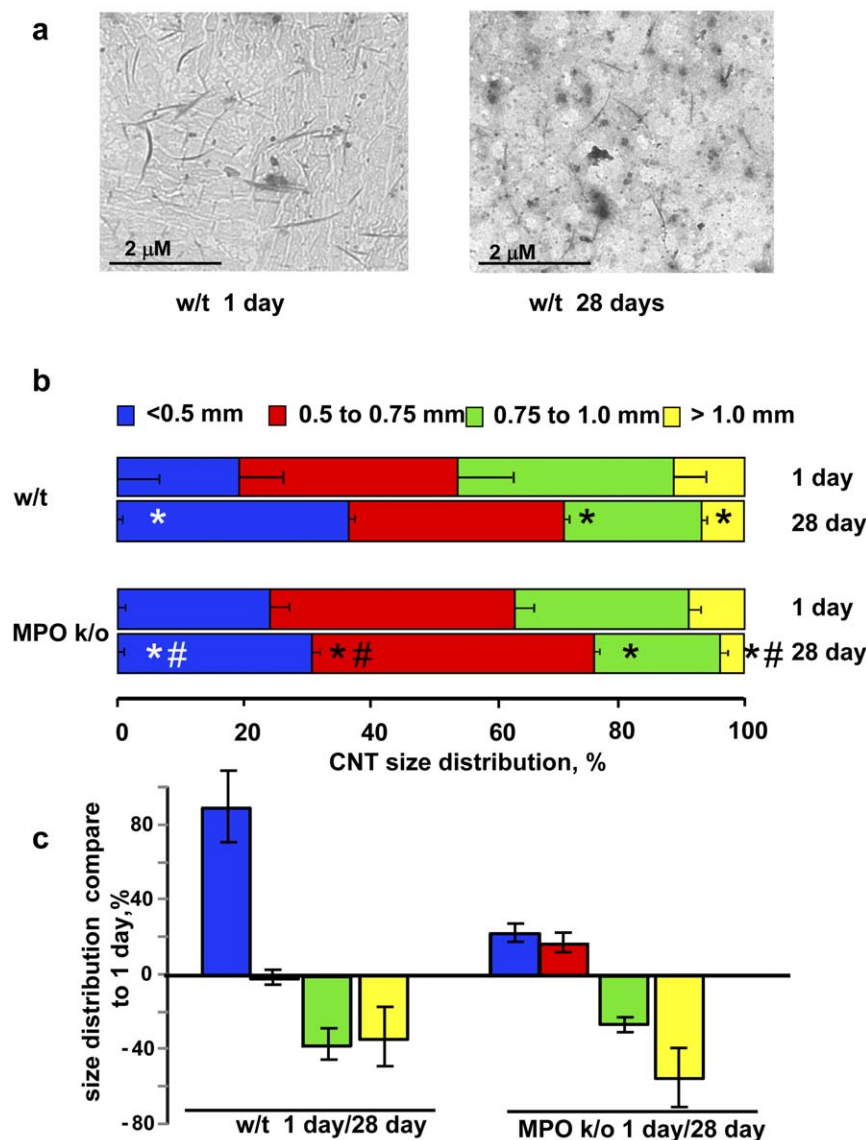 a
2 μM
2 μM
w/t 1 day
w/t 28 days
b
<0.5 mm 0.5 to 0.75 mm 0.75 to 1.0 mm > 1.0 mm
w/t
1 day
* * * 28 day
MPO k/o
1 day
*# *# * *# 28 day
0 20 40 60 80 100
CNT size distribution, %
c
size distribution compare
to 1 day,%
80
40
0
-40
-80
w/t 1 day/28 day
MPO k/o 1 day/28 day